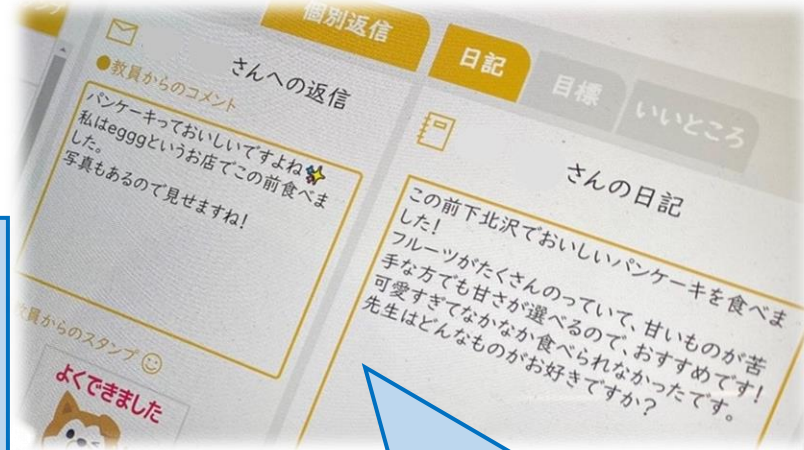 個別返信
さんへの返信
●教員からのコメント
パンケーキっておいしいですよね✨
私はegggというお店でこの前食べま
した。
写真もあるので見せますね!
教員からのスタンプ☺
よくできました
日記
目標
いいところ
さんの日記
この前下北沢でおいしいパンケーキを食べま
した!
フルーツがたくさんのっていて、甘いものが苦
手な方でも甘さが選べるので、おすすめです!
可愛すぎてなかなか食べられなかったです。
先生はどんなものがお好きですか?